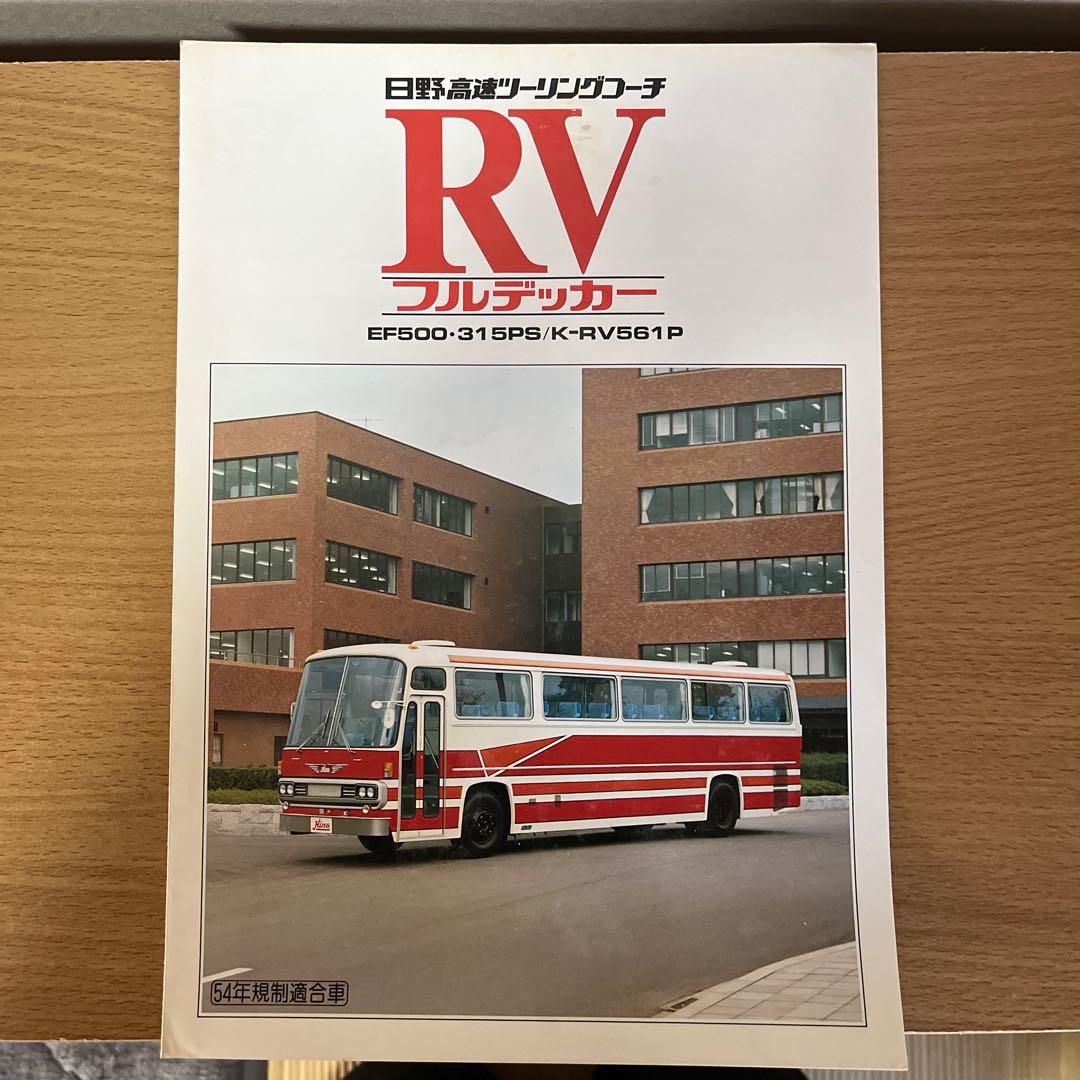 日野高速ツーリングコーチ
RV
フルデッカー
EF500・315PS/K-RV561P
Hino
54年規制適合車